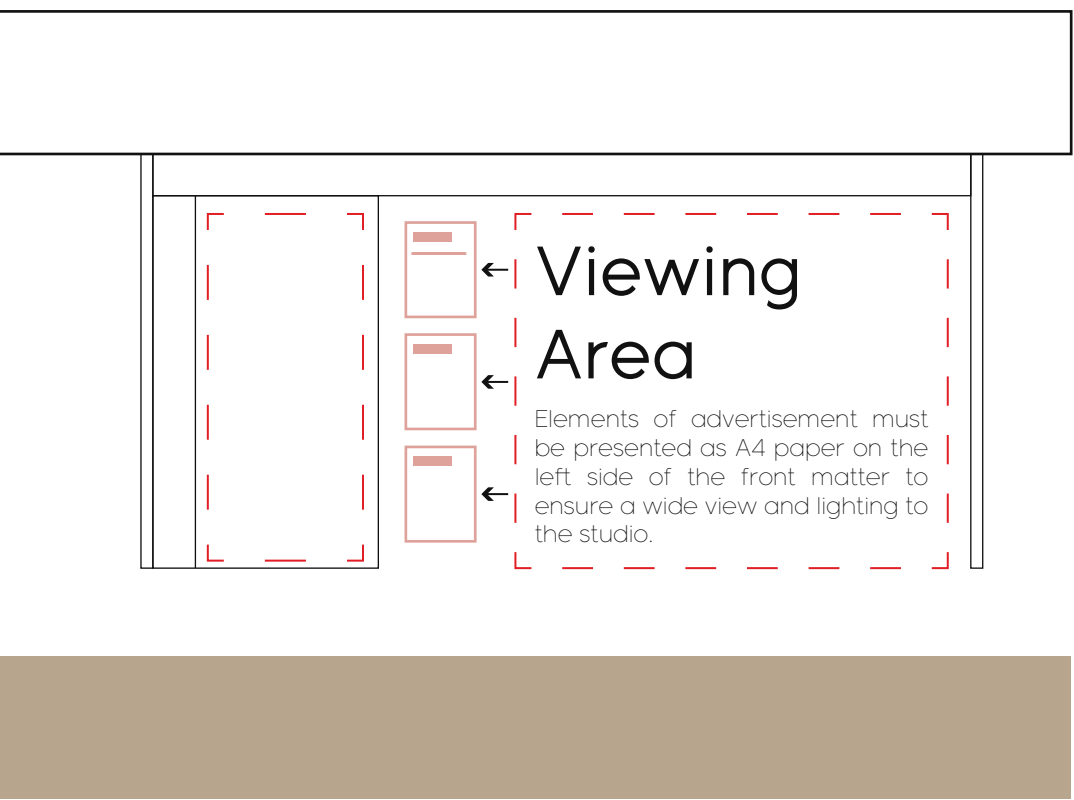 Viewing
Area
Elements of advertisement must
be presented as A4 paper on the
left side of the front matter to
ensure a wide view and lighting to
the studio.